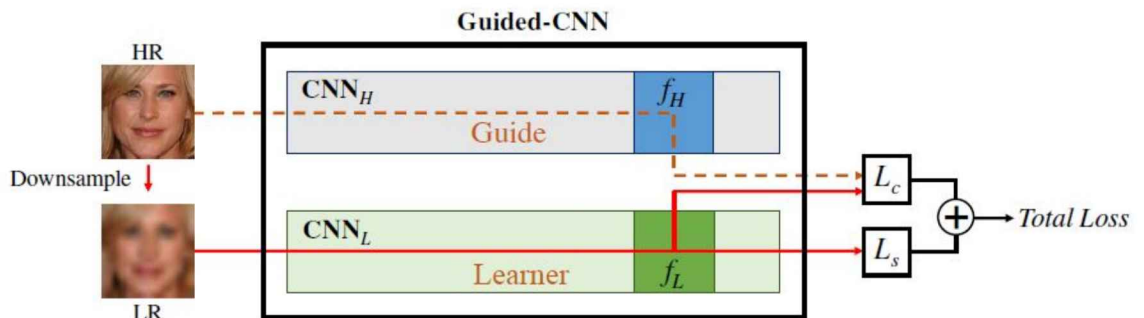 Guided-CNN
HR
CNN_H
f_H
Guide
Downsample
L_c
Total Loss
CNN_L
L_s
Learner
f_L
LR